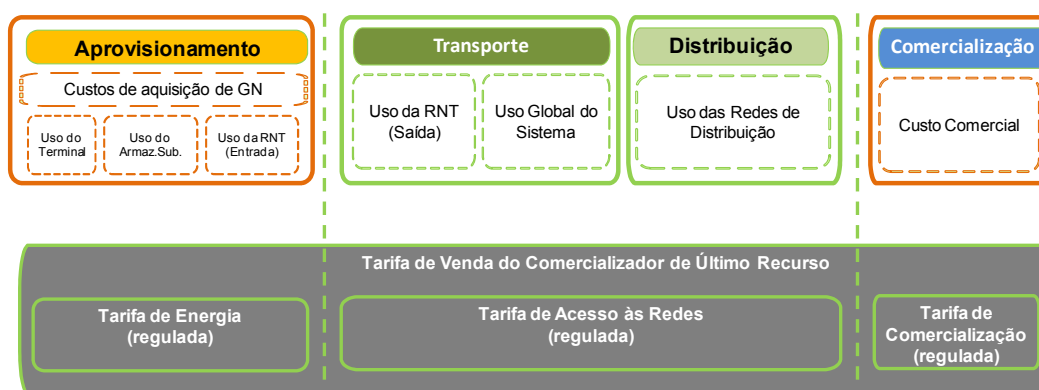 Aprovisionamento
Custos de aquisição de GN
Uso do
Terminal
Uso do
Armaz.Sub.
Uso da RNT
(Entrada)
Transporte
Uso da RNT
(Saída)
Uso Global do
Sistema
Distribuição
Uso das Redes de
Distribuição
Comercialização
Custo Comercial
Tarifa de Venda do Comercializador de Último Recurso
Tarifa de Energia
(regulada)
Tarifa de Acesso às Redes
(regulada)
Tarifa de
Comercialização
(regulada)